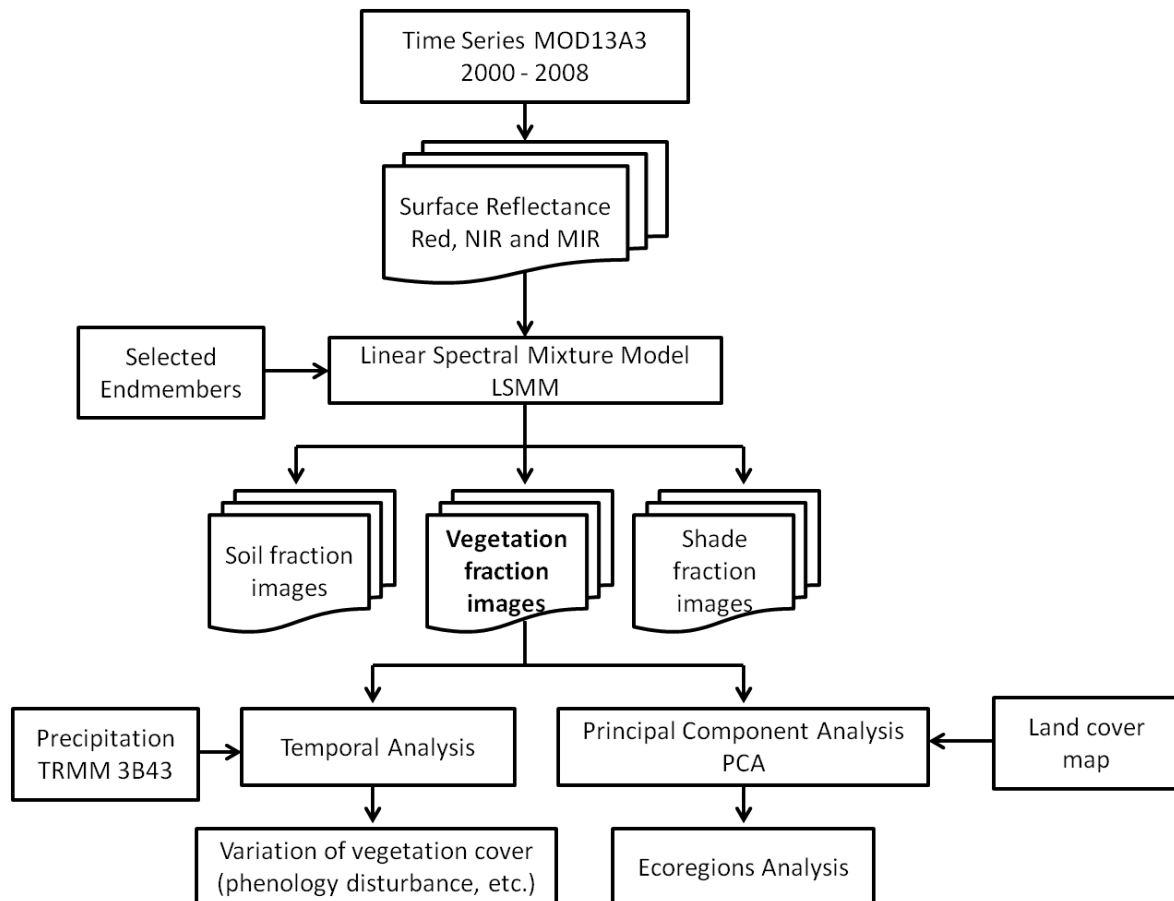 Time Series MOD13A3
2000 - 2008
Surface Reflectance
Red, NIR and MIR
Selected
Endmembers
Linear Spectral Mixture Model
LSMM
Soil fraction
images
Vegetation
fraction
images
Shade
fraction
images
Precipitation
TRMM 3B43
Temporal Analysis
Principal Component Analysis
PCA
Land cover
map
Variation of vegetation cover
(phenology disturbance, etc.)
Ecoregions Analysis